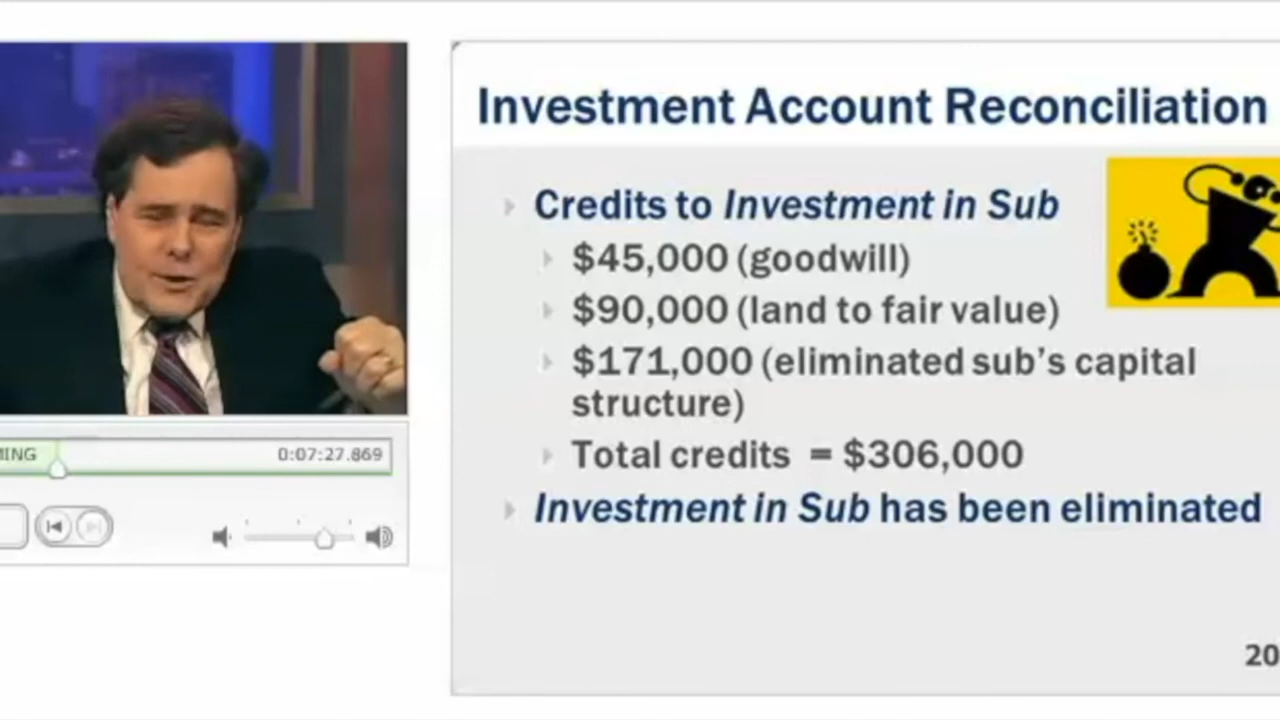 Investment Account Reconciliation
Credits to Investment in Sub
$45,000 (goodwill)
$90,000 (land to fair value)
$171,000 (eliminated sub's capital
structure)
Total credits = $306,000
Investment in Sub has been eliminated
MING 0:07:27.869
20